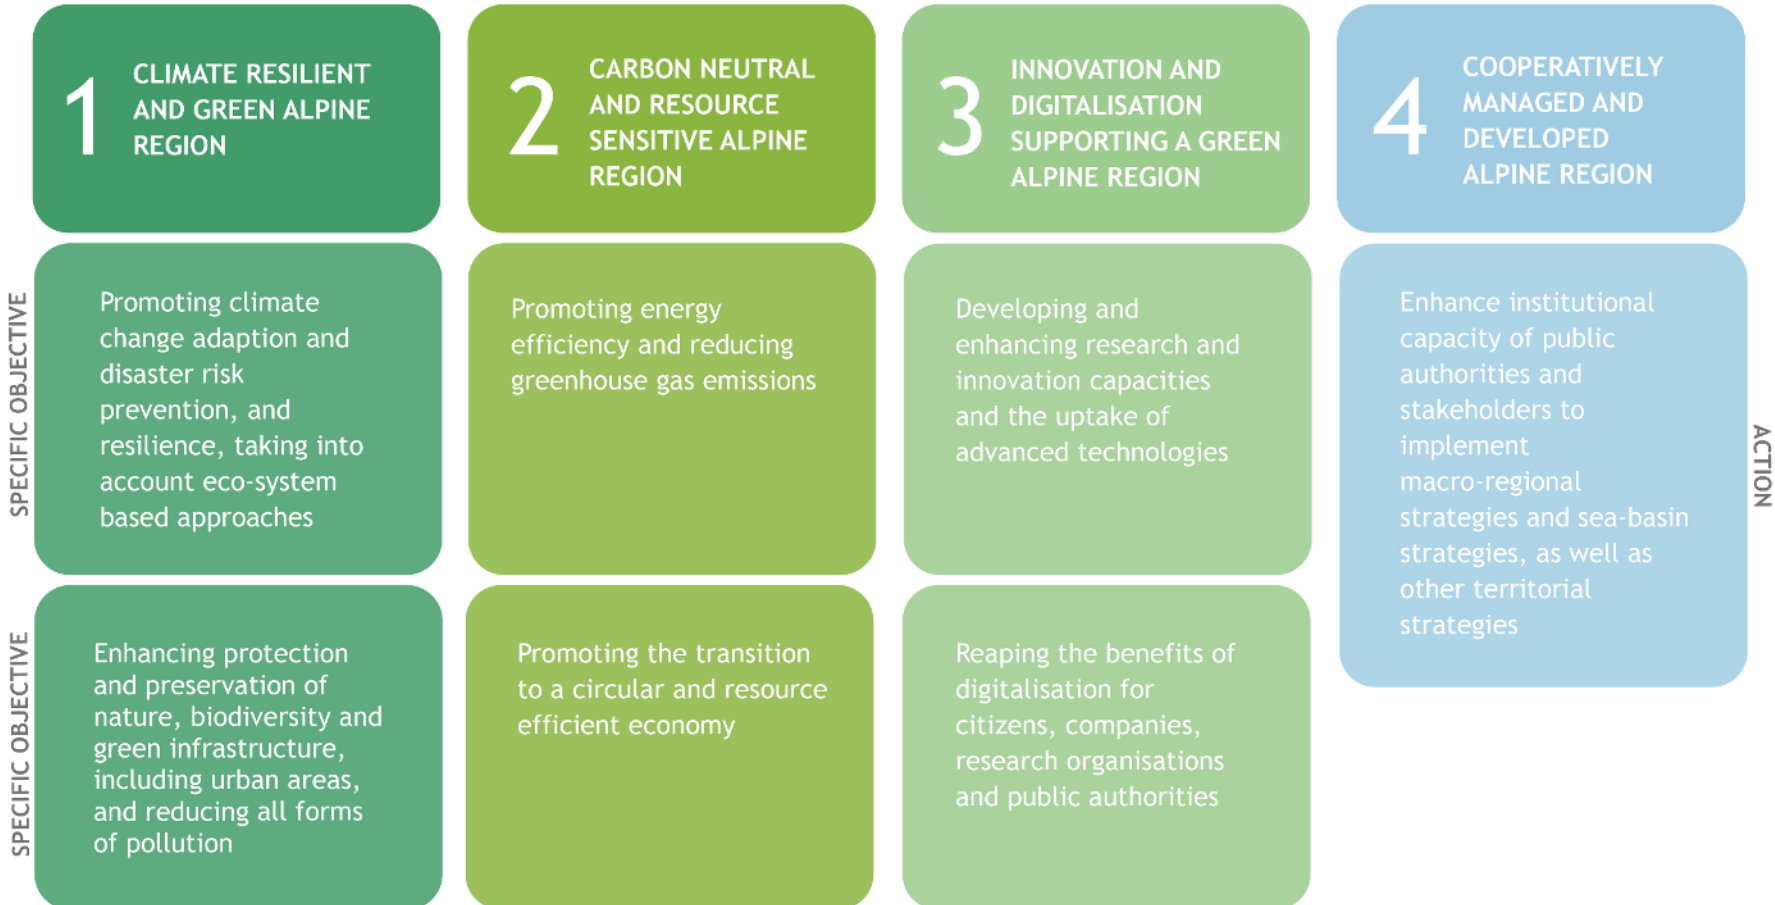 1
CLIMATE RESILIENT
AND GREEN ALPINE
REGION
2
CARBON NEUTRAL
AND RESOURCE
SENSITIVE ALPINE
REGION
3
INNOVATION AND
DIGITALISATION
SUPPORTING A GREEN
ALPINE REGION
4
COOPERATIVELY
MANAGED AND
DEVELOPED
ALPINE REGION
SPECIFIC OBJECTIVE
Promoting climate
change adaption and
disaster risk
prevention, and
resilience, taking into
account eco-system
based approaches
Promoting energy
efficiency and reducing
greenhouse gas emissions
Developing and
enhancing research and
innovation capacities
and the uptake of
advanced technologies
Enhance institutional
capacity of public
authorities and
stakeholders to
implement
macro-regional
strategies and sea-basin
strategies, as well as
other territorial
strategies
ACTION
SPECIFIC OBJECTIVE
Enhancing protection
and preservation of
nature, biodiversity and
green infrastructure,
including urban areas,
and reducing all forms
of pollution
Promoting the transition
to a circular and resource
efficient economy
Reaping the benefits of
digitalisation for
citizens, companies,
research organisations
and public authorities